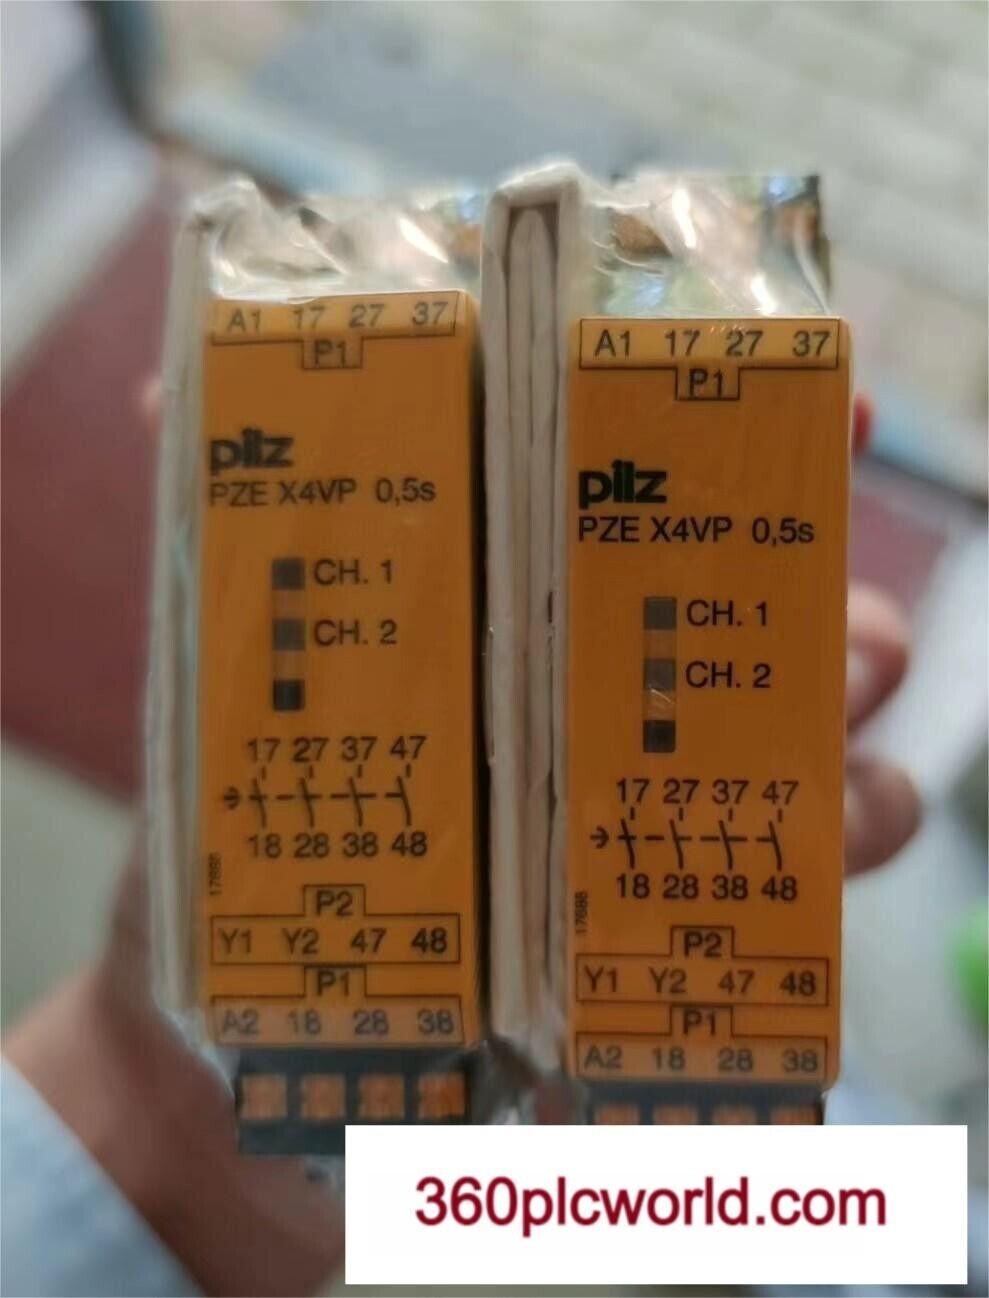 A1 17 27 37
P1
pilz
PZE X4VP 0,5s
CH. 1
CH. 2
17 27 37 47
18 28 38 48
P2
Y1 Y2 47 48
P1
A2 18 28 38
A1 17 27 37
P1
pilz
PZE X4VP 0,5s
CH. 1
CH. 2
17 27 37 47
18 28 38 48
P2
Y1 Y2 47 48
P1
A2 18 28 38
360plcworld.com